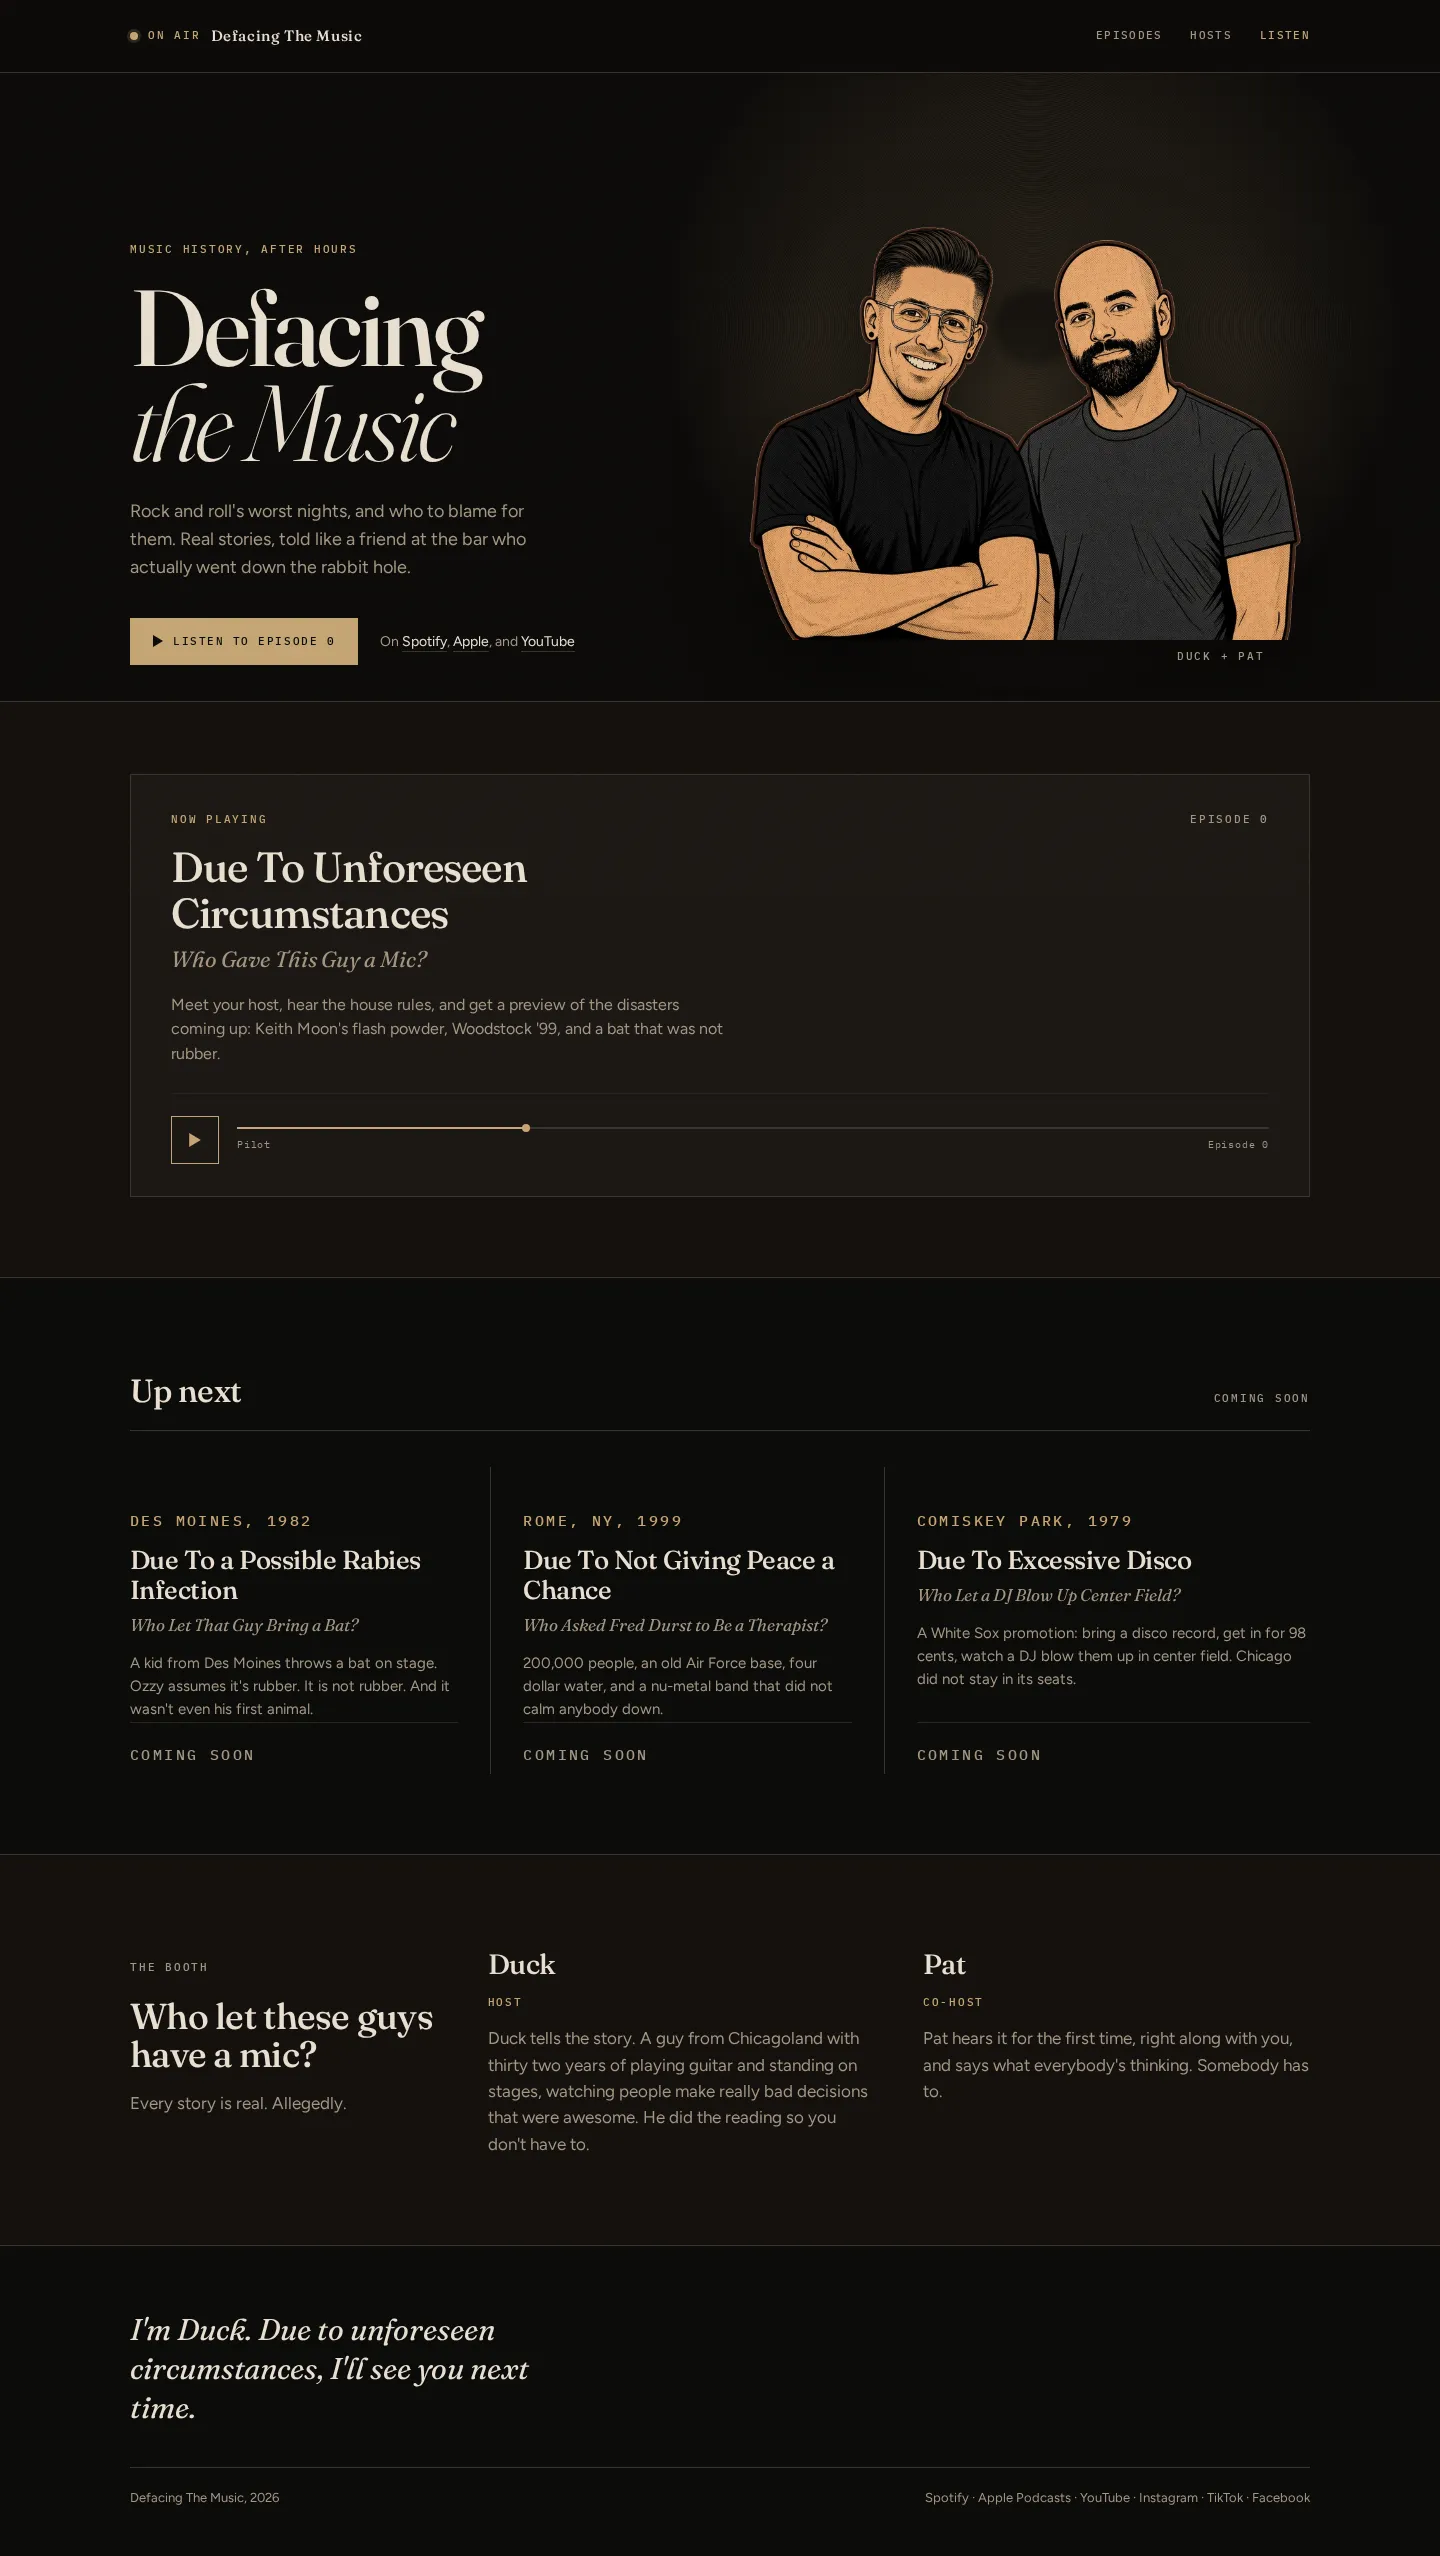 ON AIR Defacing The Music
EPISODES HOSTS LISTEN
MUSIC HISTORY, AFTER HOURS
Defacing
the Music
Rock and roll's worst nights, and who to blame for
them. Real stories, told like a friend at the bar who
actually went down the rabbit hole.
LISTEN TO EPISODE 0
On Spotify, Apple, and YouTube
DUCK + PAT
NOW PLAYING
EPISODE 0
Due To Unforeseen
Circumstances
Who Gave This Guy a Mic?
Meet your host, hear the house rules, and get a preview of the disasters
coming up: Keith Moon's flash powder, Woodstock '99, and a bat that was not
rubber.
Pilot
Episode 0
Up next
COMING SOON
DES MOINES, 1982
Due To a Possible Rabies
Infection
Who Let That Guy Bring a Bat?
A kid from Des Moines throws a bat on stage.
Ozzy assumes it's rubber. It is not rubber. And it
wasn't even his first animal.
COMING SOON
ROME, NY, 1999
Due To Not Giving Peace a
Chance
Who Asked Fred Durst to Be a Therapist?
200,000 people, an old Air Force base, four
dollar water, and a nu-metal band that did not
calm anybody down.
COMING SOON
COMISKEY PARK, 1979
Due To Excessive Disco
Who Let a DJ Blow Up Center Field?
A White Sox promotion: bring a disco record, get in for 98
cents, watch a DJ blow them up in center field. Chicago
did not stay in its seats.
COMING SOON
THE BOOTH
Who let these guys
have a mic?
Every story is real. Allegedly.
Duck
HOST
Duck tells the story. A guy from Chicagoland with
thirty two years of playing guitar and standing on
stages, watching people make really bad decisions
that were awesome. He did the reading so you
don't have to.
Pat
CO-HOST
Pat hears it for the first time, right along with you,
and says what everybody's thinking. Somebody has
to.
I'm Duck. Due to unforeseen
circumstances, I'll see you next
time.
Defacing The Music, 2026
Spotify · Apple Podcasts · YouTube · Instagram · TikTok · Facebook